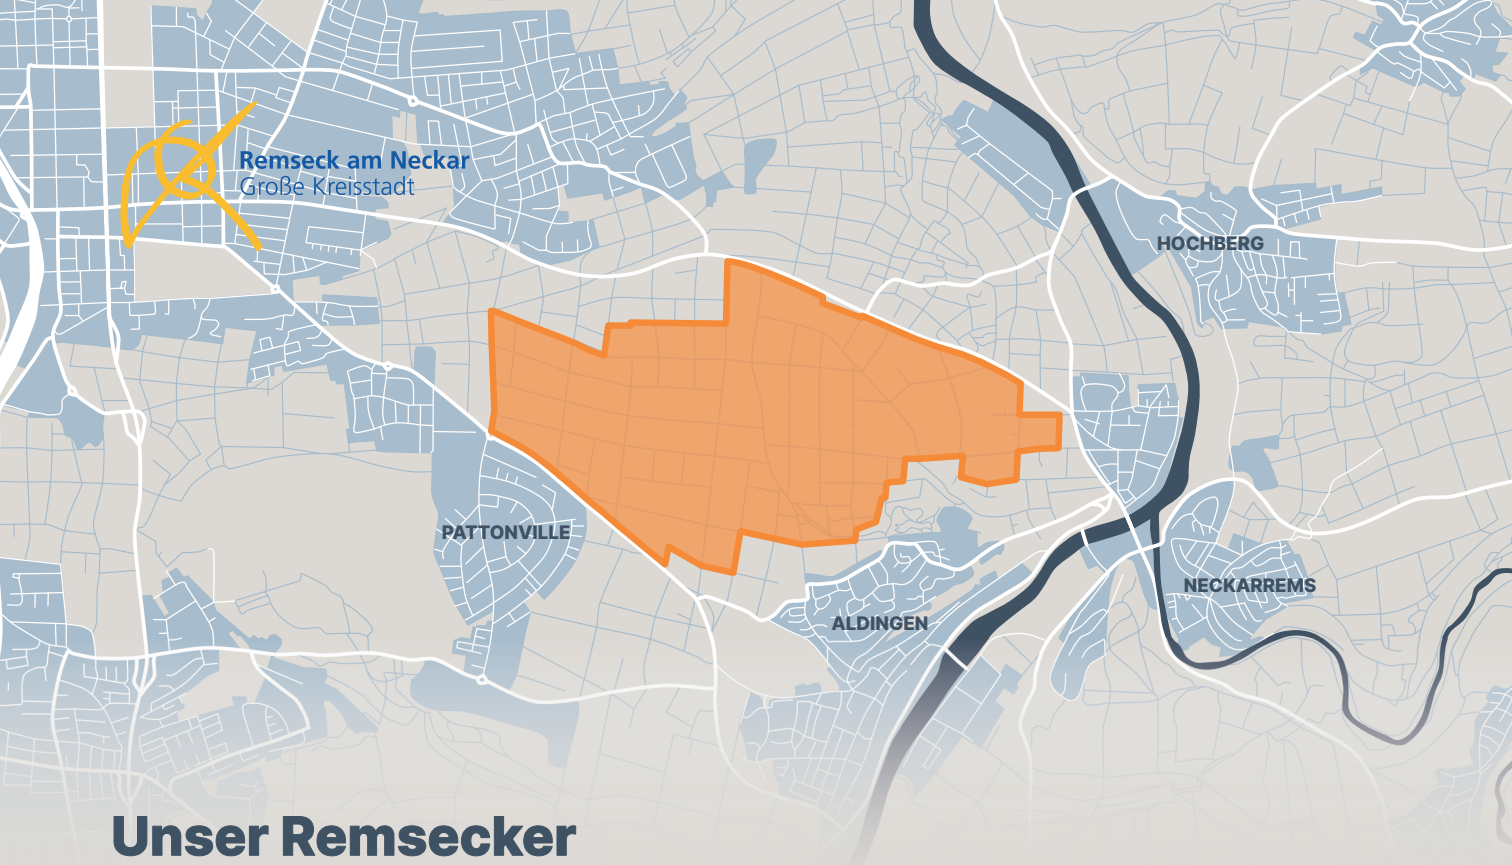 Remseck am Neckar
Große Kreisstadt
HOCHBERG
PATTONVILLE
NECKARREMS
ALDINGEN
Unser Remsecker